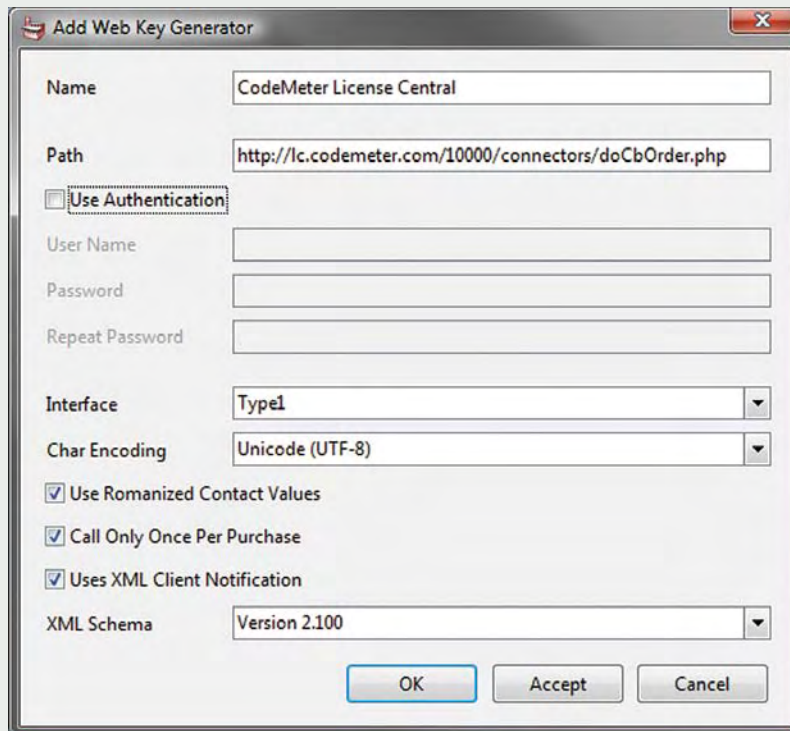 Add Web Key Generator
Name CodeMeter License Central
Path http://lc.codemeter.com/10000/connectors/doCbOrder.php
Use Authentication
User Name
Password
Repeat Password
Interface Type1
Char Encoding Unicode (UTF-8)
Use Romanized Contact Values
Call Only Once Per Purchase
Uses XML Client Notification
XML Schema Version 2.100
OK Accept Cancel